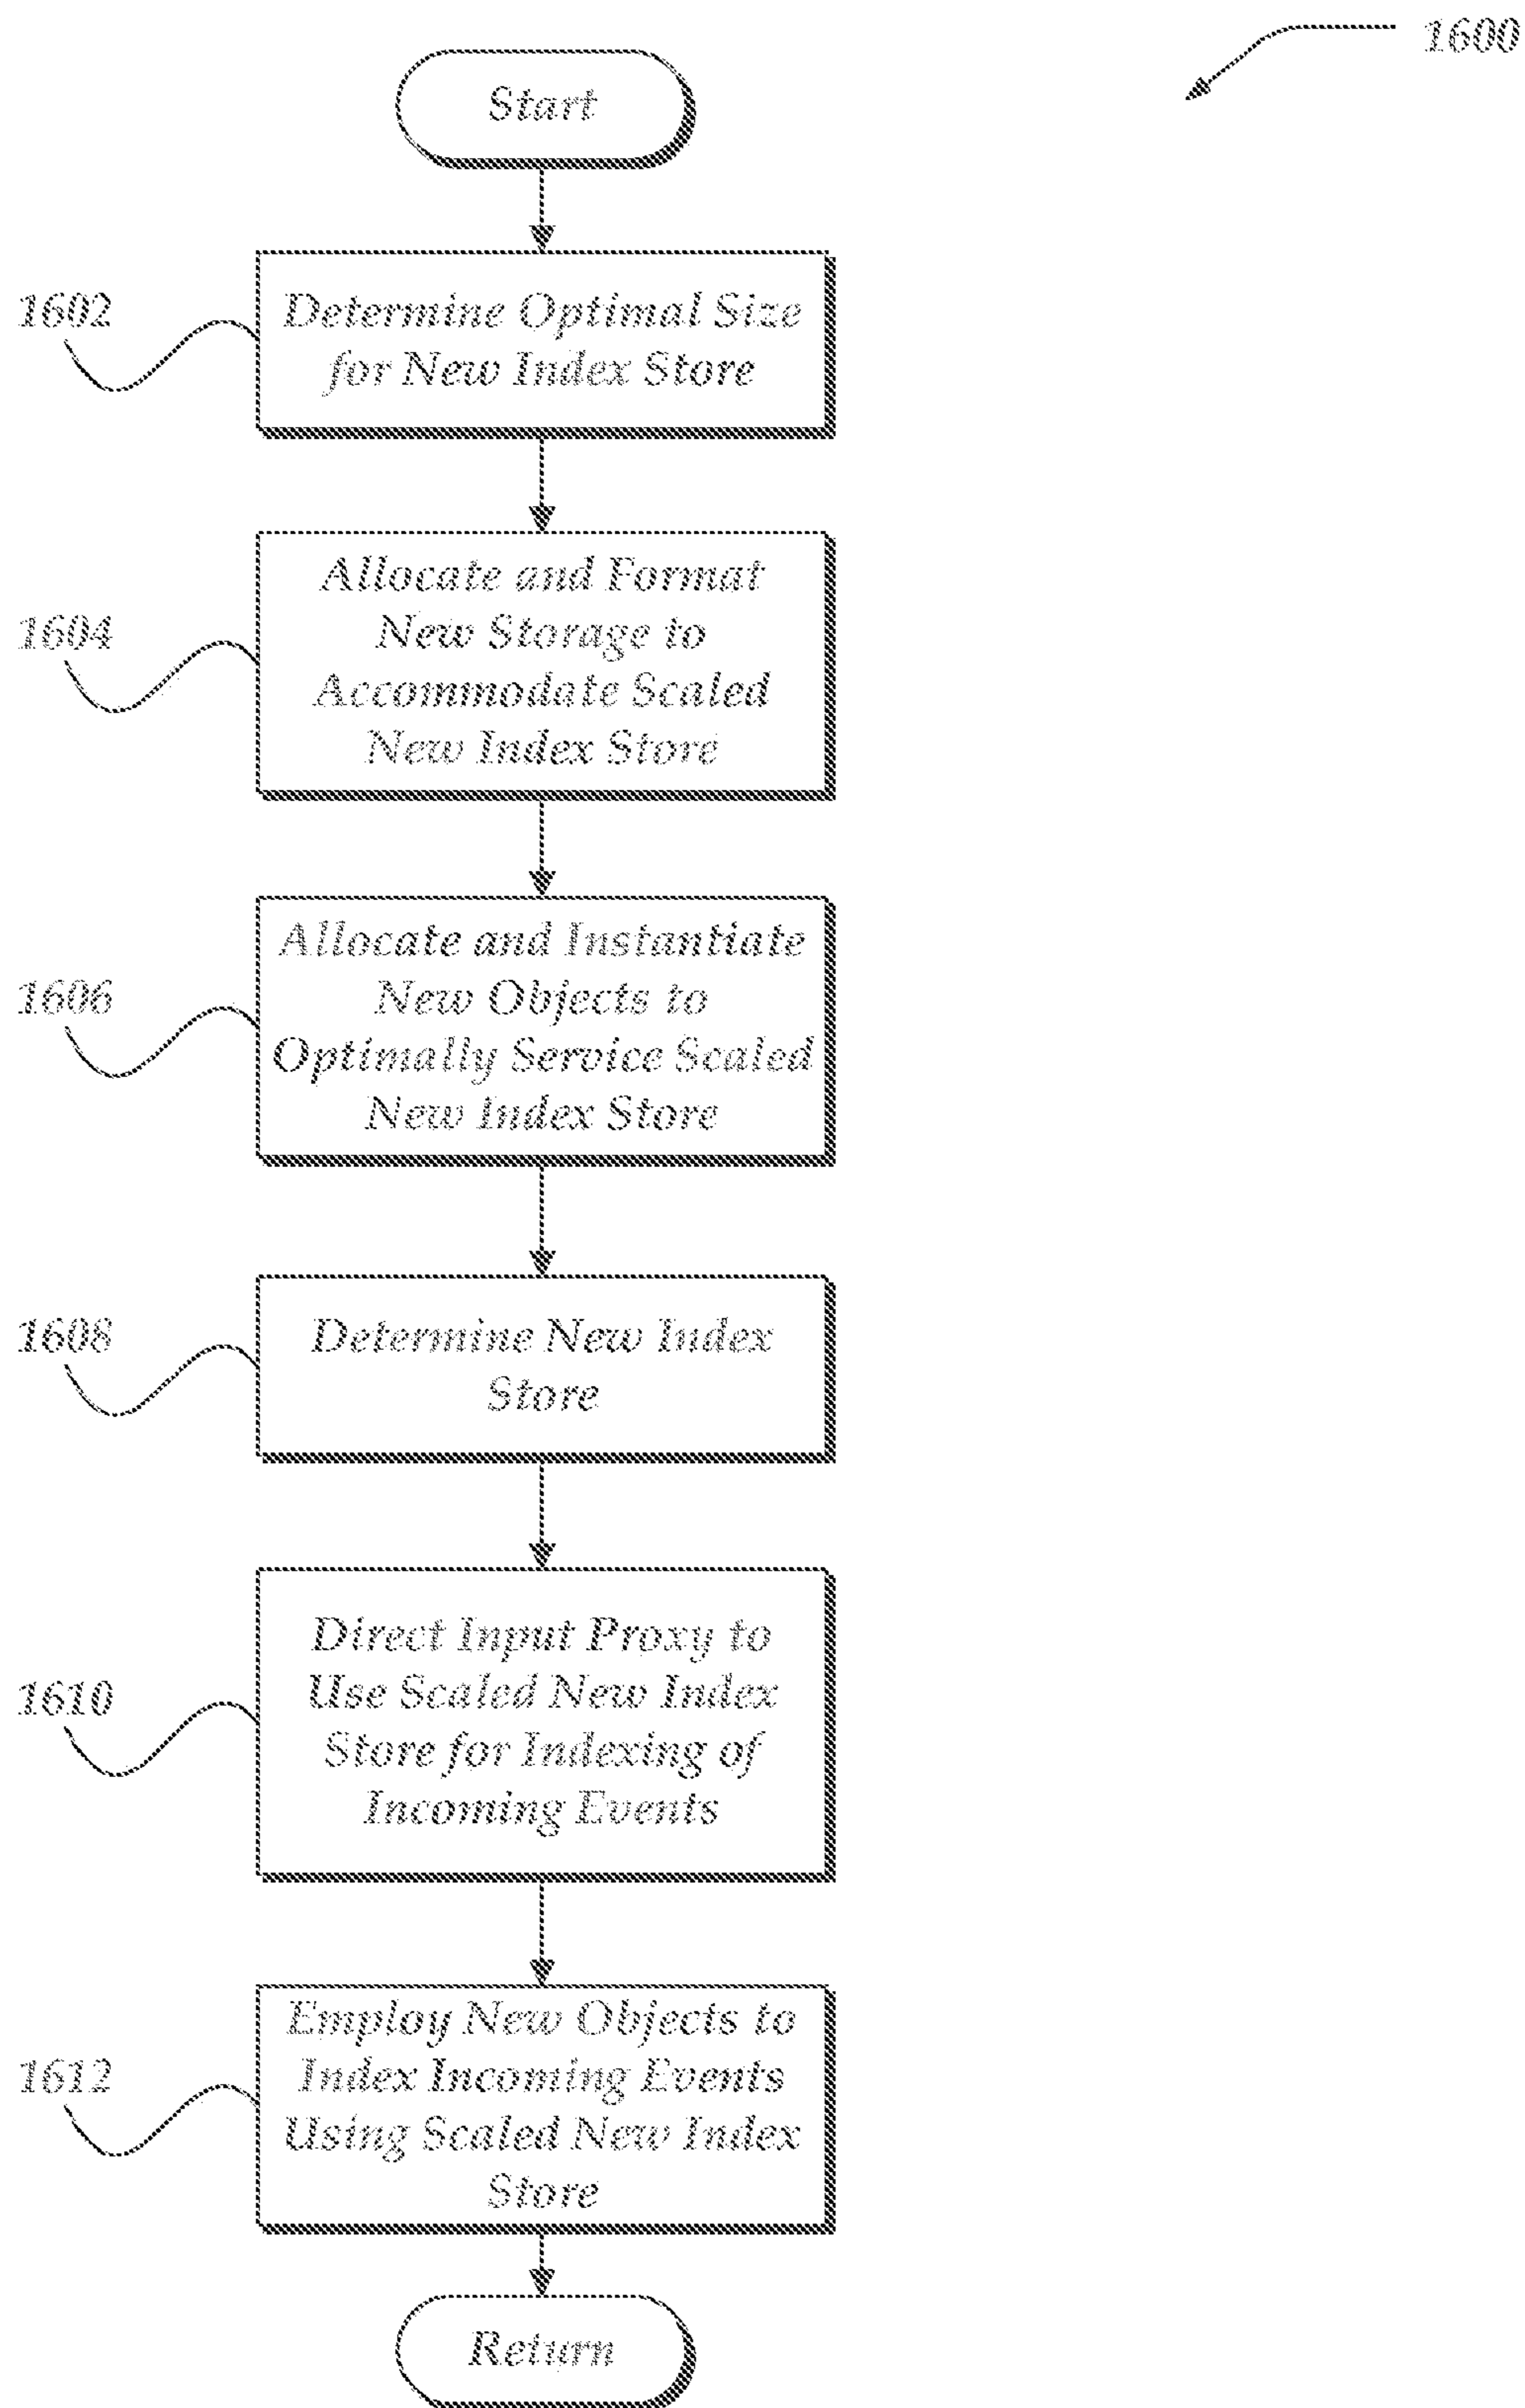 1600
Start
1602
Determine Optimal Size
for New Index Store
1604
Allocate and Format
New Storage to
Accommodate Scaled
New Index Store
1606
Allocate and Instantiate
New Objects to
Optimally Service Scaled
New Index Store
1608
Determine New Index
Store
1610
Direct Input Proxy to
Use Scaled New Index
Store for Indexing of
Incoming Events
1612
Employ New Objects to
Index Incoming Events
Using Scaled New Index
Store
Return